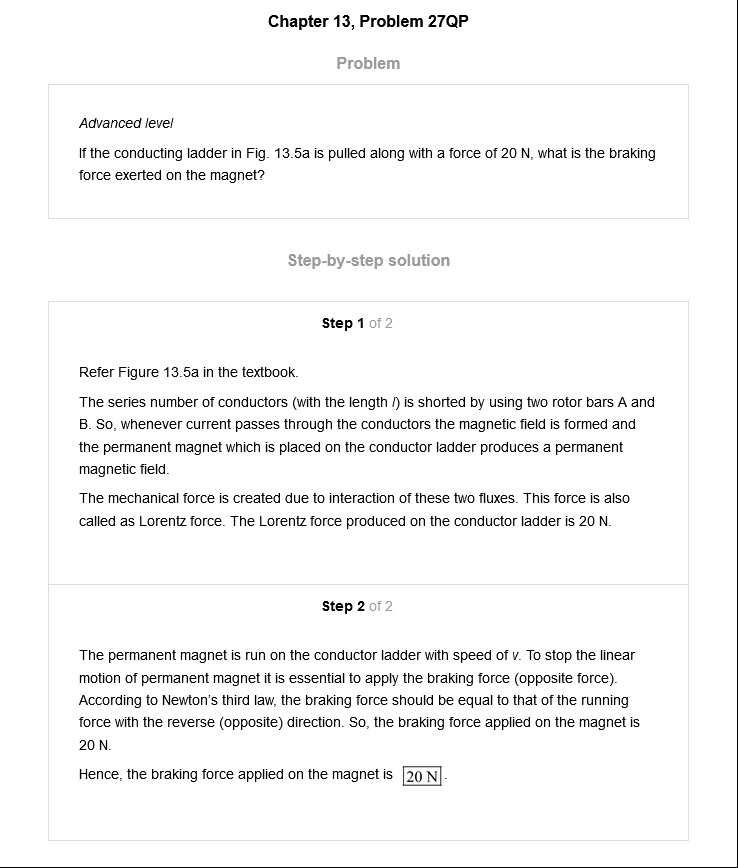 Chapter 13, Problem 27QP
Problem
Advanced level
If the conducting ladder in Fig. 13.5a is pulled along with a force of 20 N, what is the braking
force exerted on the magnet?
Step-by-step solution
Step 1 of 2
Refer Figure 13.5a in the textbook.
The series number of conductors (with the length l) is shorted by using two rotor bars A and
B. So, whenever current passes through the conductors the magnetic field is formed and
the permanent magnet which is placed on the conductor ladder produces a permanent
magnetic field.
The mechanical force is created due to interaction of these two fluxes. This force is also
called as Lorentz force. The Lorentz force produced on the conductor ladder is 20 N.
Step 2 of 2
The permanent magnet is run on the conductor ladder with speed of v. To stop the linear
motion of permanent magnet it is essential to apply the braking force (opposite force).
According to Newton's third law, the braking force should be equal to that of the running
force with the reverse (opposite) direction. So, the braking force applied on the magnet is
20 N.
Hence, the braking force applied on the magnet is 20 N.